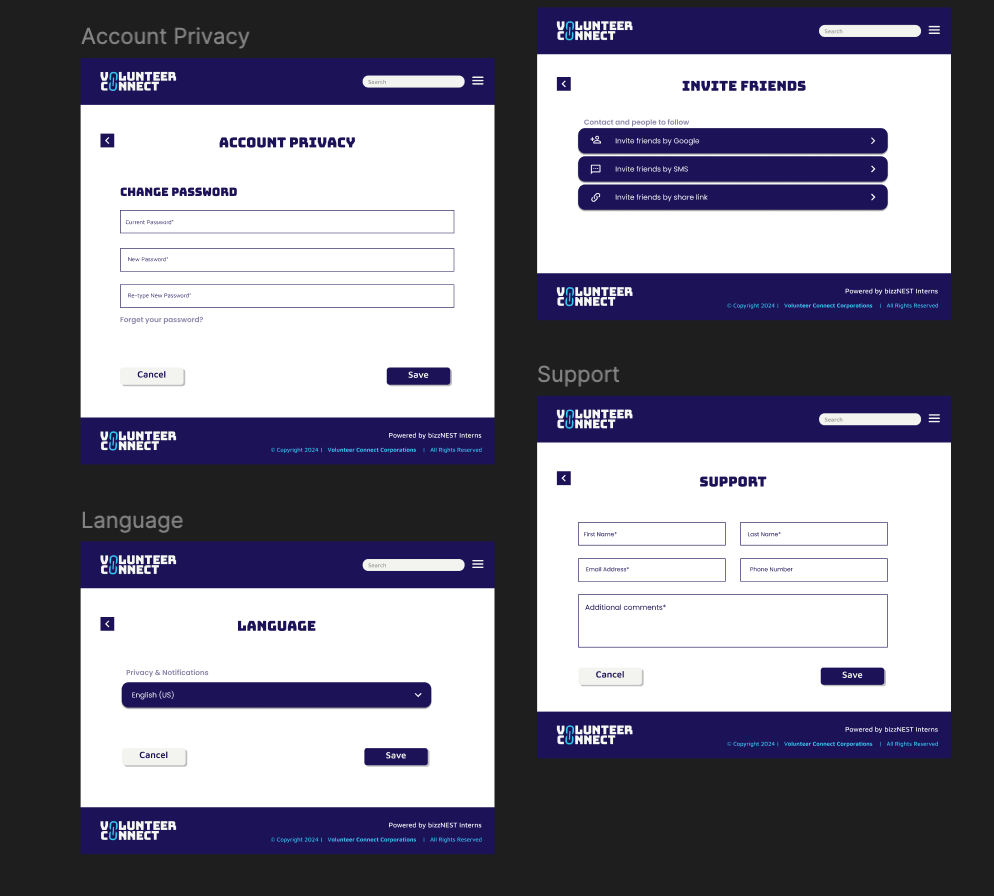 Account Privacy
VOLUNTEER
CONNECT
Search
ACCOUNT PRIVACY
CHANGE PASSWORD
Current Password*
New Password*
Re-type New Password*
Forget your password?
Cancel
Save
VOLUNTEER
CONNECT
Powered by bizzNEST Interns
© Copyright 2024 | Volunteer Connect Corporations | All Rights Reserved
Language
VOLUNTEER
CONNECT
Search
LANGUAGE
Privacy & Notifications
English (US)
Cancel
Save
VOLUNTEER
CONNECT
Powered by bizzNEST Interns
© Copyright 2024 | Volunteer Connect Corporations | All Rights Reserved
VOLUNTEER
CONNECT
Search
INVITE FRIENDS
Contact and people to follow
Invite friends by Google
Invite friends by SMS
Invite friends by share link
VOLUNTEER
CONNECT
Powered by bizzNEST Interns
© Copyright 2024 | Volunteer Connect Corporations | All Rights Reserved
Support
VOLUNTEER
CONNECT
Search
SUPPORT
First Name*
Last Name*
Email Address*
Phone Number
Additional comments*
Cancel
Save
VOLUNTEER
CONNECT
Powered by bizzNEST Interns
© Copyright 2024 | Volunteer Connect Corporations | All Rights Reserved